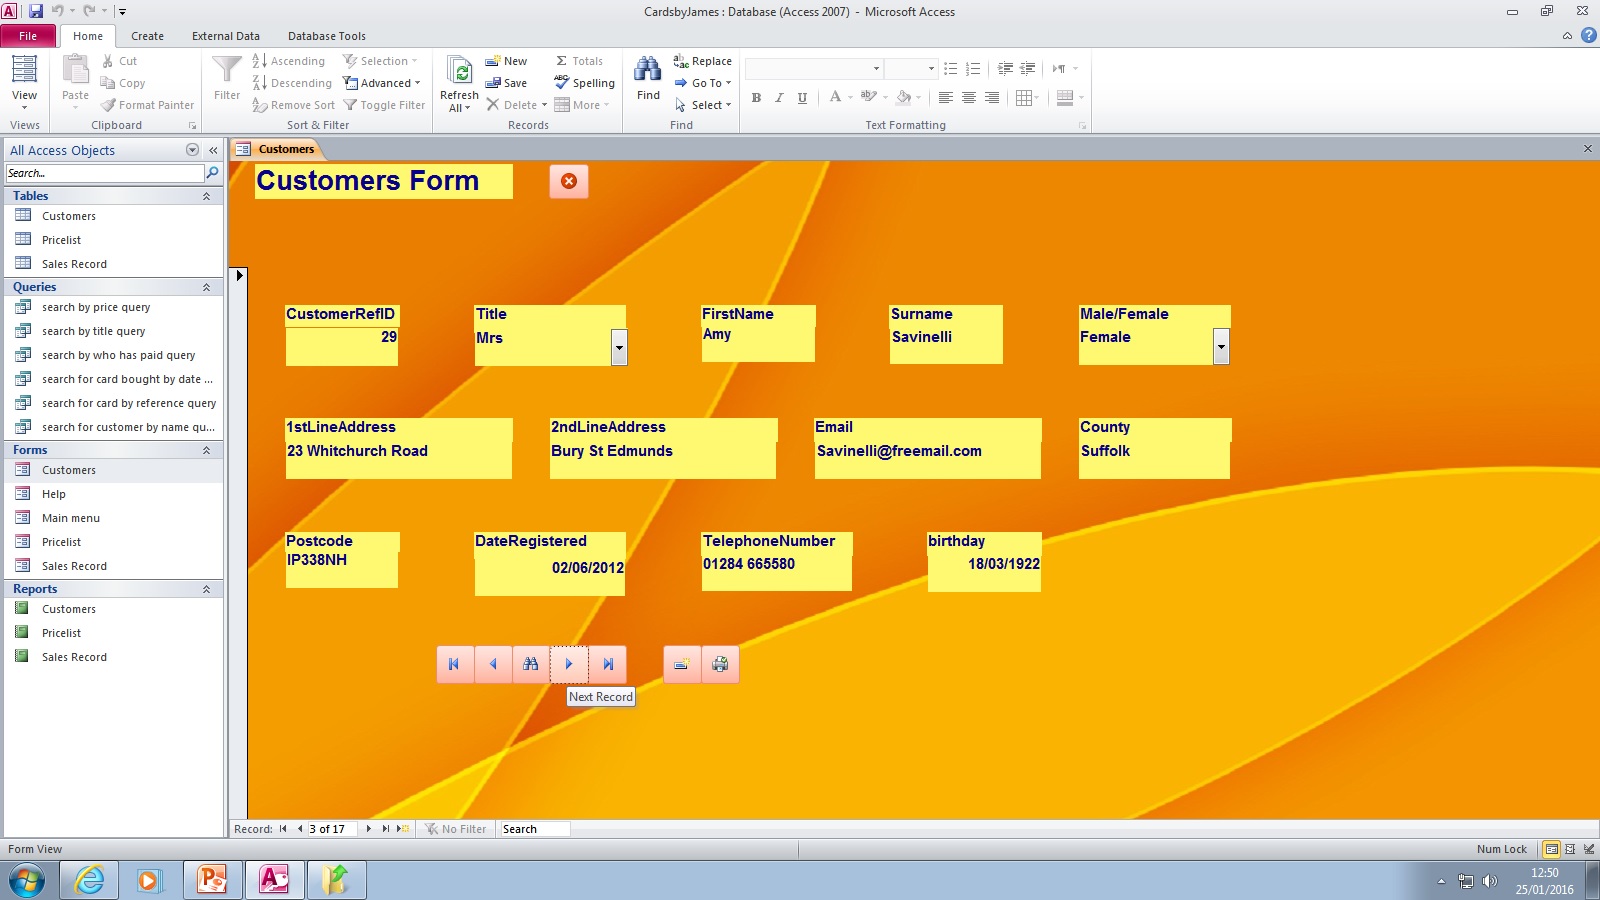 CardsbyJames : Database (Access 2007)  -  Microsoft Access
File Home Create External Data Database Tools
View
Views
Paste
Cut
Copy
Format Painter
Clipboard
Filter
Ascending
Descending
Remove Sort
Selection
Advanced
Toggle Filter
Sort & Filter
Refresh
All
New
Save
Delete
Totals
Spelling
More
Records
Find
Replace
Go To
Select
Find
B I U A
Text Formatting
All Access Objects
Search...
Tables
Customers
Pricelist
Sales Record
Queries
search by price query
search by title query
search by who has paid query
search for card bought by date ...
search for card by reference query
search for customer by name qu...
Forms
Customers
Help
Main menu
Pricelist
Sales Record
Reports
Customers
Pricelist
Sales Record
Customers
Customers Form
CustomerRefID Title FirstName Surname Male/Female
29 Mrs Amy Savinelli Female
1stLineAddress 2ndLineAddress Email County
23 Whitchurch Road Bury St Edmunds Savinelli@freemail.com Suffolk
Postcode DateRegistered TelephoneNumber birthday
IP338NH 02/06/2012 01284 665580 18/03/1922
Next Record
Record: 3 of 17 No Filter Search
Form View Num Lock
12:50
25/01/2016